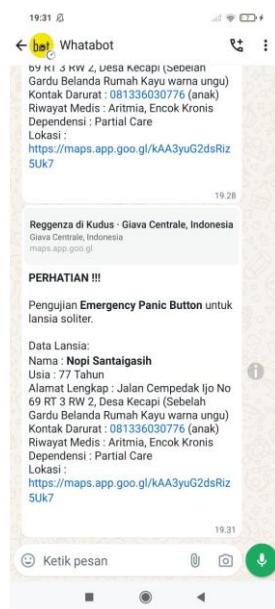 19:31
Whatabot
69 RT 3 RW 2, Desa Kecapi (Sebelah
Gardu Belanda Rumah Kayu warna ungu)
Kontak Darurat : 081336030776 (anak)
Riwayat Medis : Aritmia, Encok Kronis
Dependensi : Partial Care
Lokasi :
https://maps.app.goo.gl/kAA3yuG2dsRiz
5Uk7
19.28
Reggenza di Kudus · Giava Centrale, Indonesia
Giava Centrale, Indonesia
maps.app.goo.gl
PERHATIAN !!!
Pengujian Emergency Panic Button untuk
lansia soliter.
Data Lansia:
Nama : Nopi Santaigasih
Usia : 77 Tahun
Alamat Lengkap : Jalan Cempedak Ijo No
69 RT 3 RW 2, Desa Kecapi (Sebelah
Gardu Belanda Rumah Kayu warna ungu)
Kontak Darurat : 081336030776 (anak)
Riwayat Medis : Aritmia, Encok Kronis
Dependensi : Partial Care
Lokasi :
https://maps.app.goo.gl/kAA3yuG2dsRiz
5Uk7
19.31
Ketik pesan